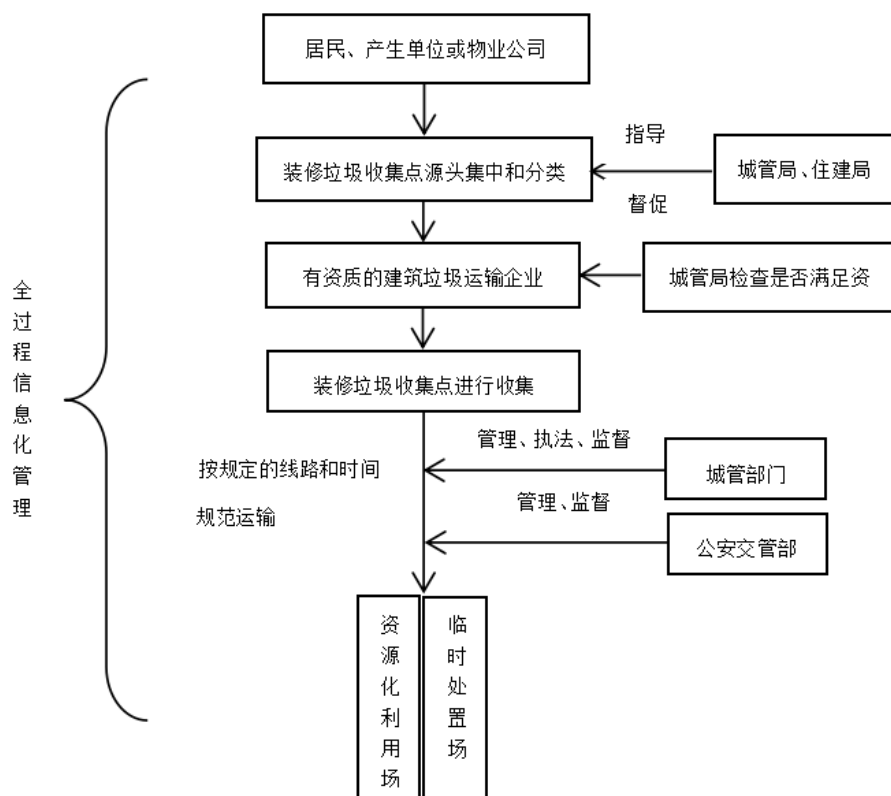 居民、产生单位或物业公司
装修垃圾收集点源头集中和分类
指导
督促
城管局、住建局
有资质的建筑垃圾运输企业
城管局检查是否满足资
装修垃圾收集点进行收集
全过程信息化管理
按规定的线路和时间
规范运输
管理、执法、监督
城管部门
管理、监督
公安交管部
资源化利用场
临时处置场